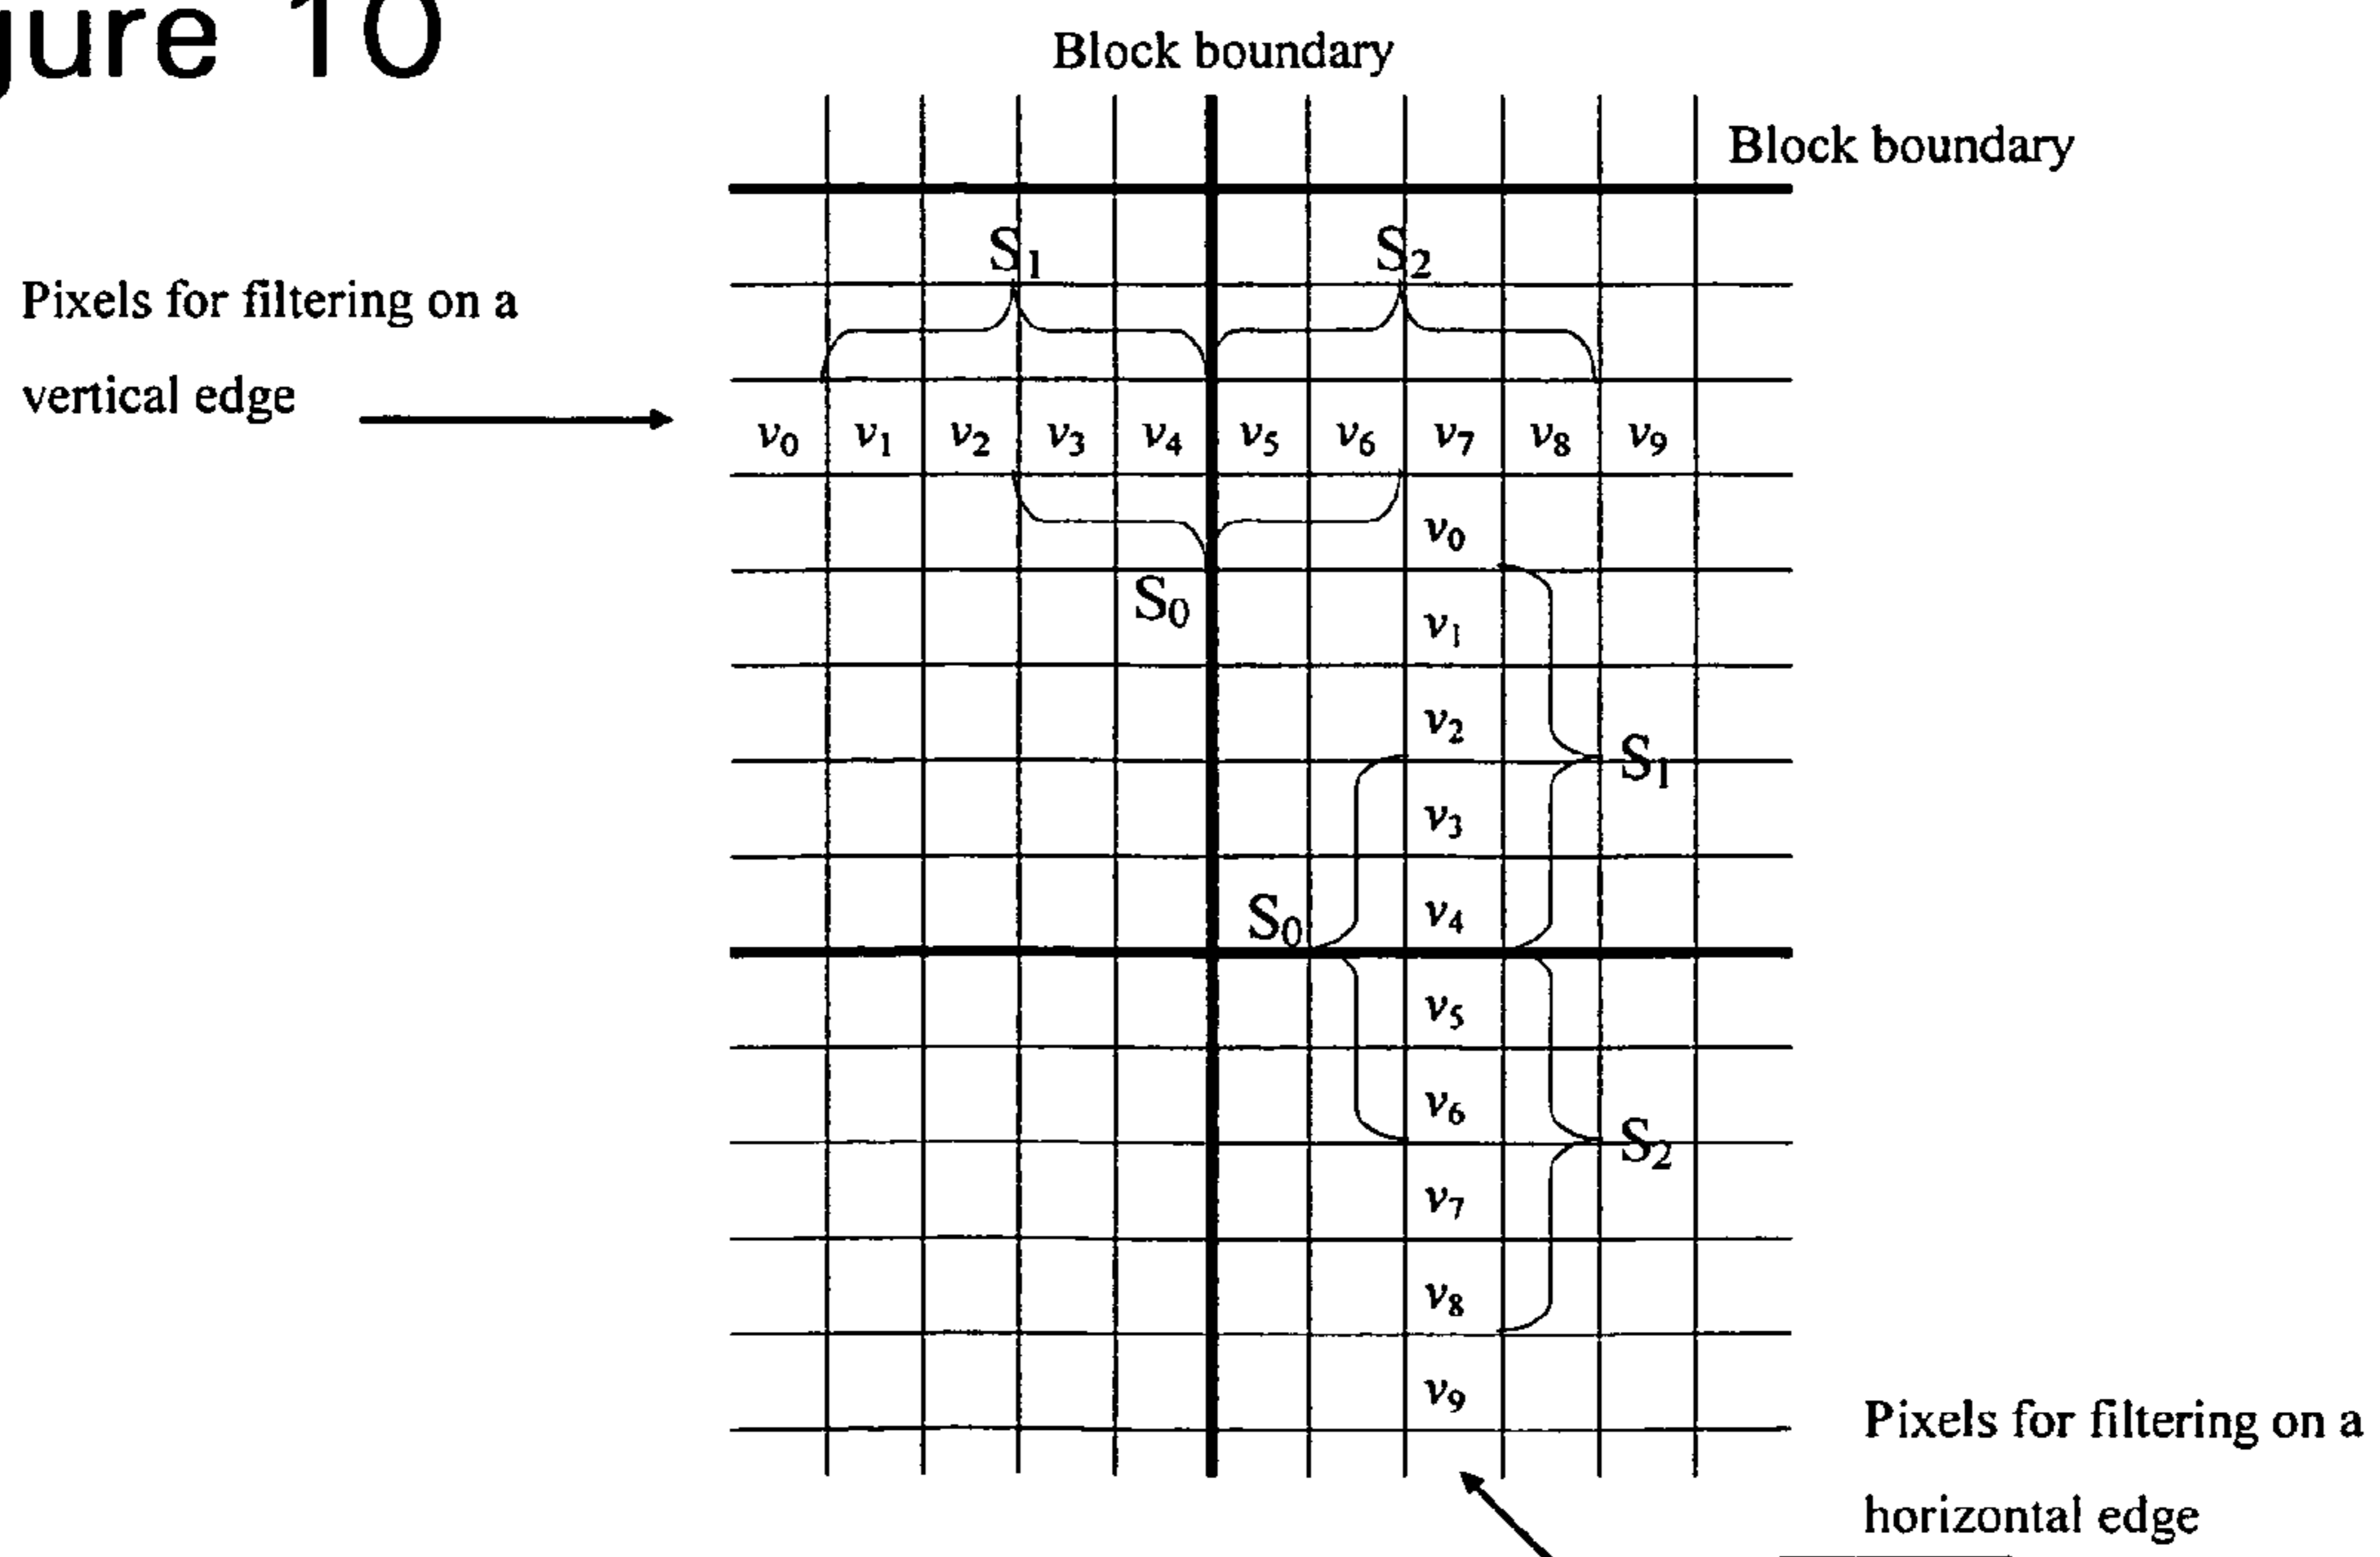 gure 10
Block boundary
Block boundary
S1 S2
Pixels for filtering on a
vertical edge
v0 v1 v2 v3 v4 v5 v6 v7 v8 v9
v0
S0
v1
v2
S1
v3
S0 v4
v5
v6
S2
v7
v8
v9
Pixels for filtering on a
horizontal edge